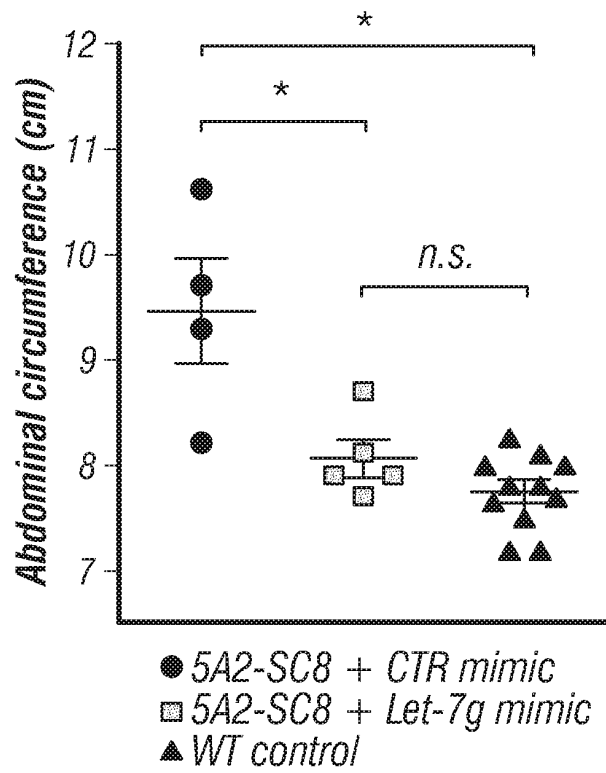 *
*
n.s.
Abdominal circumference (cm)
12
11
10
9
8
7
5A2-SC8 + CTR mimic
5A2-SC8 + Let-7g mimic
WT control